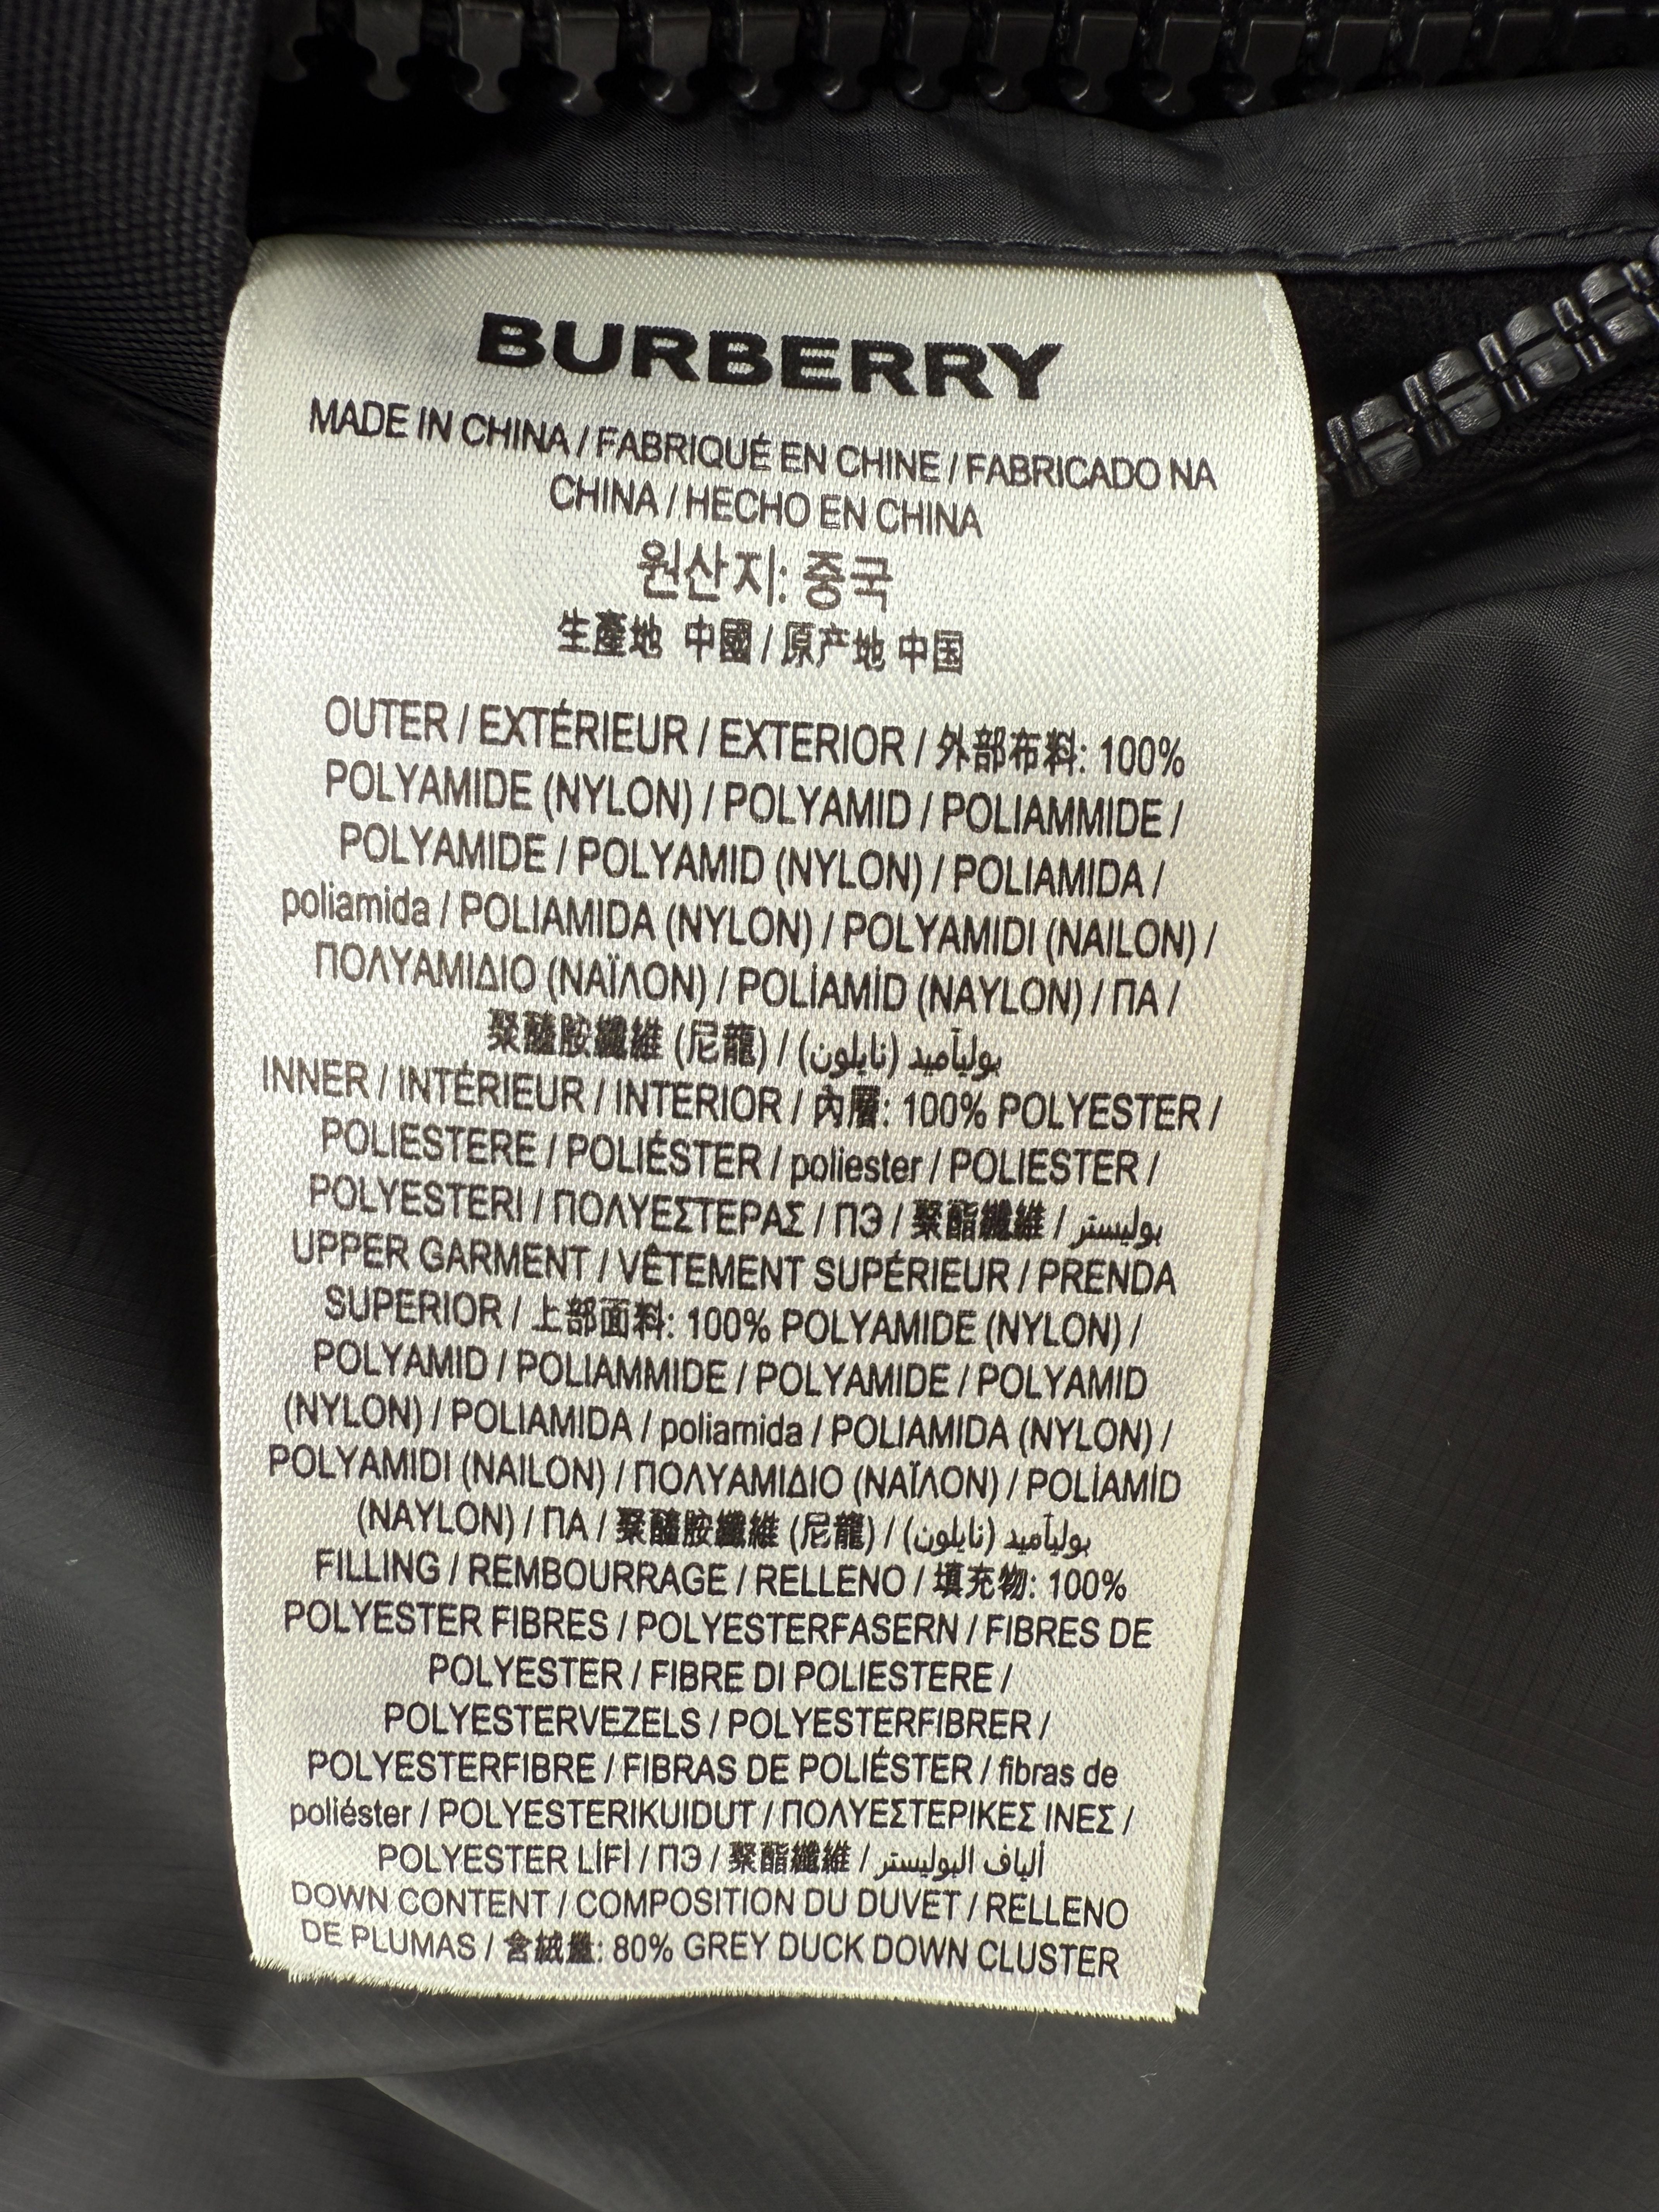 BURBERRY
MADE IN CHINA / FABRIQUÉ EN CHINE / FABRICADO NA
CHINA / HECHO EN CHINA
원산지: 중국
生產地 中國 / 原产地 中国
OUTER / EXTÉRIEUR / EXTERIOR / 外部布料: 100%
POLYAMIDE (NYLON) / POLYAMID / POLIAMMIDE /
POLYAMIDE / POLYAMID (NYLON) / POLIAMIDA /
poliamida / POLIAMIDA (NYLON) / POLYAMIDI (NAILON) /
ΠΟΛΥΑΜΙΔΙΟ (ΝΑΪΛΟΝ) / POLİAMİD (NAYLON) / ПА /
聚醯胺纖維 (尼龍) / بوليآميد (نايلون)
INNER / INTÉRIEUR / INTERIOR / 內層: 100% POLYESTER /
POLIESTERE / POLIÉSTER / poliester / POLIESTER /
POLYESTERI / ΠΟΛΥΕΣΤΕΡΑΣ / ПЭ / 聚酯纖維 / بوليستر
UPPER GARMENT / VÊTEMENT SUPÉRIEUR / PRENDA
SUPERIOR / 上部面料: 100% POLYAMIDE (NYLON) /
POLYAMID / POLIAMMIDE / POLYAMIDE / POLYAMID
(NYLON) / POLIAMIDA / poliamida / POLIAMIDA (NYLON) /
POLYAMIDI (NAILON) / ΠΟΛΥΑΜΙΔΙΟ (ΝΑΪΛΟΝ) / POLİAMİD
(NAYLON) / ПА / 聚醯胺纖維 (尼龍) / بوليآميد (نايلون)
FILLING / REMBOURRAGE / RELLENO / 填充物: 100%
POLYESTER FIBRES / POLYESTERFASERN / FIBRES DE
POLYESTER / FIBRE DI POLIESTERE /
POLYESTERVEZELS / POLYESTERFIBRER /
POLYESTERFIBRE / FIBRAS DE POLIÉSTER / fibras de
poliéster / POLYESTERIKUIDUT / ΠΟΛΥΕΣΤΕΡΙΚΕΣ ΙΝΕΣ /
POLYESTER LİFİ / ПЭ / 聚酯纖維 / ألياف البوليستر
DOWN CONTENT / COMPOSITION DU DUVET / RELLENO
DE PLUMAS / 含絨量: 80% GREY DUCK DOWN CLUSTER